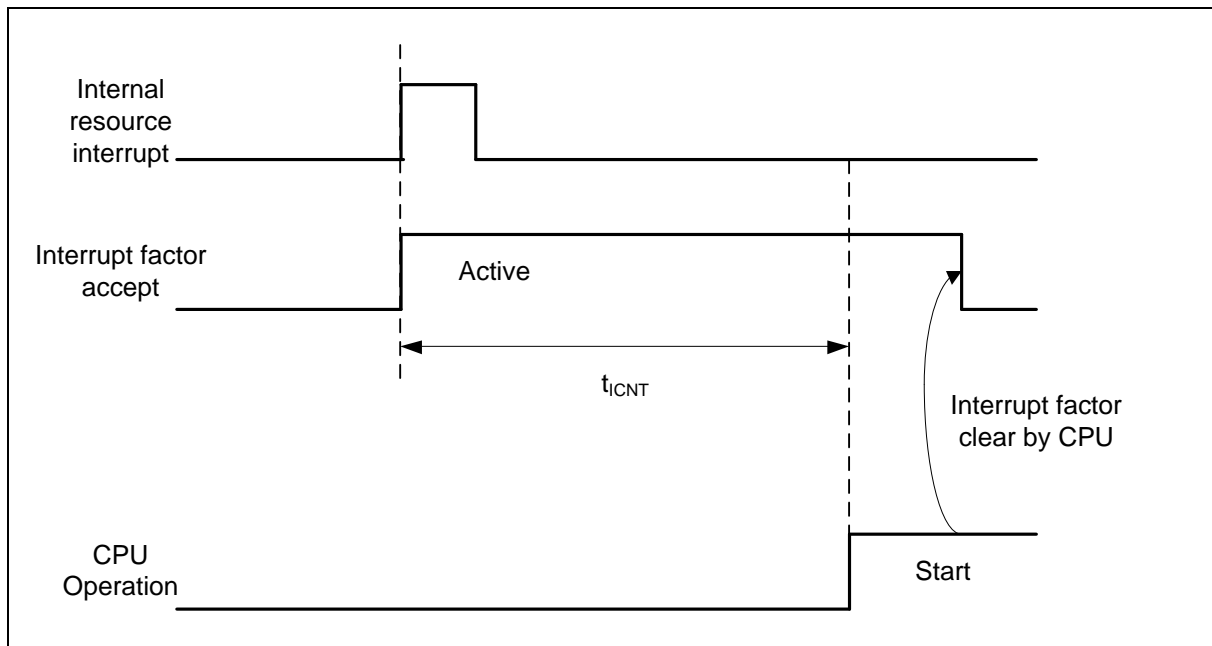 Internal
resource
interrupt
Interrupt factor
accept
Active
tICNT
Interrupt factor
clear by CPU
CPU
Operation
Start